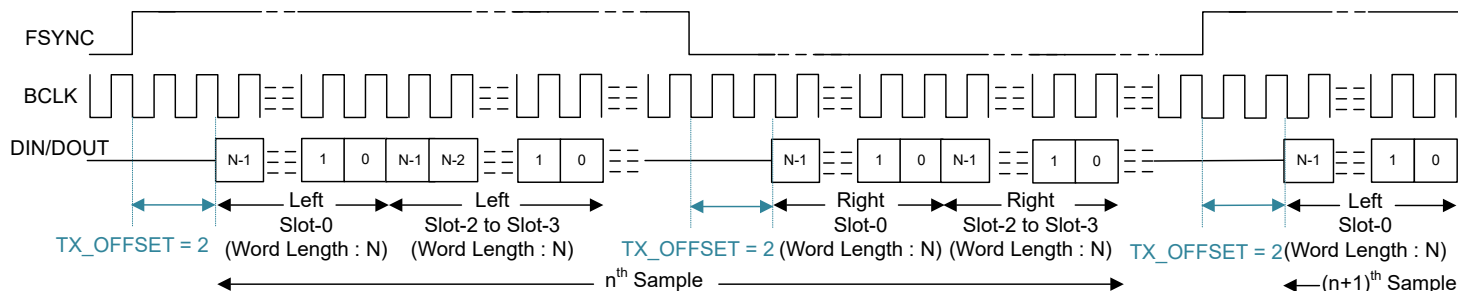 FSYNC
BCLK
DIN/DOUT
N-1 1 0 N-1 N-2 1 0 N-1 1 0 N-1 1 0 N-1 1 0
Left Left Right Right Left
Slot-0 Slot-2 to Slot-3 Slot-0 Slot-2 to Slot-3 Slot-0
TX_OFFSET = 2 (Word Length : N) (Word Length : N) TX_OFFSET = 2 (Word Length : N) (Word Length : N) TX_OFFSET = 2 (Word Length : N)
nth Sample (n+1)th Sample